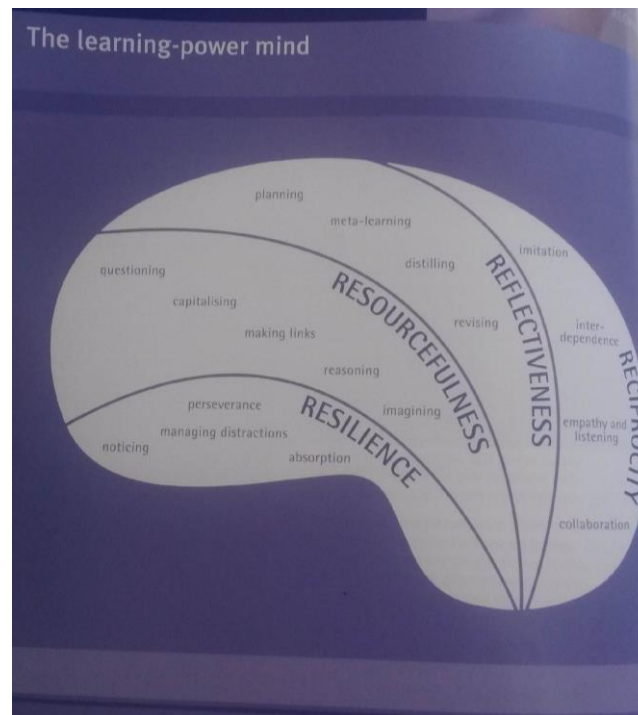 The learning-power mind
planning
meta-learning
distilling
revising
REFLECTIVENESS
imitation
inter-
dependence
empathy and
listening
collaboration
RECIPROCITY
questioning
capitalising
making links
reasoning
imagining
RESOURCEFULNESS
perseverance
managing distractions
noticing
absorption
RESILIENCE